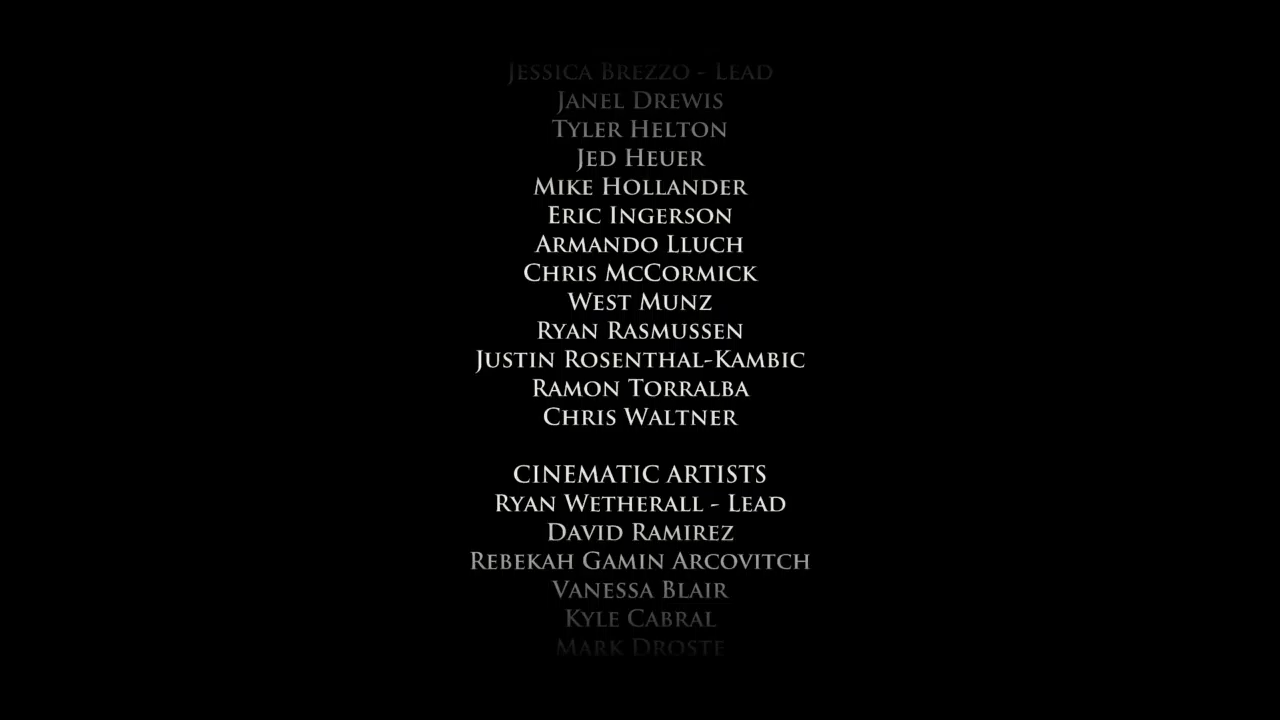 Jessica Brezzo - Lead
Janel Drewis
Tyler Helton
Jed Heuer
Mike Hollander
Eric Ingerson
Armando Lluch
Chris McCormick
West Munz
Ryan Rasmussen
Justin Rosenthal-Kambic
Ramon Torralba
Chris Waltner
CINEMATIC ARTISTS
Ryan Wetherall - Lead
David Ramirez
Rebekah Gamin Arcovitch
Vanessa Blair
Kyle Cabral
Mark Droste